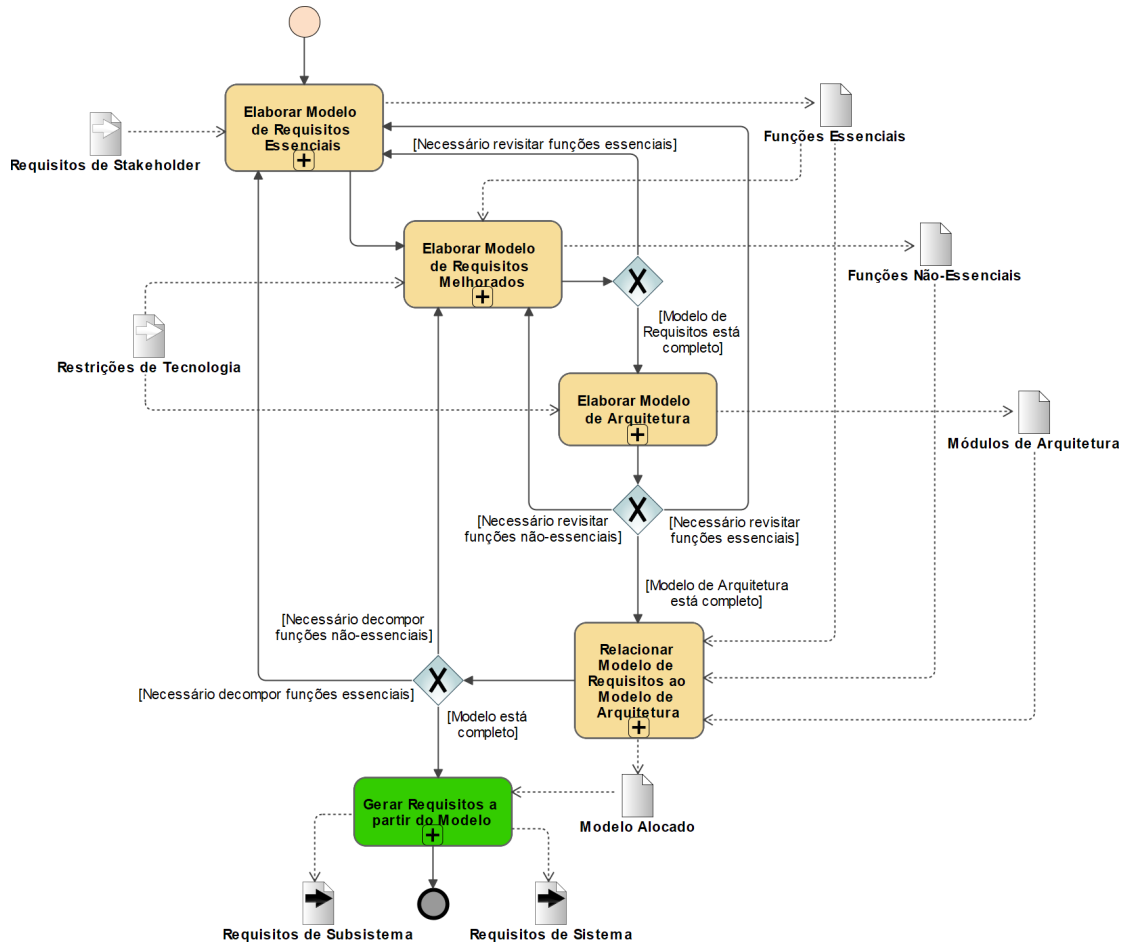 Elaborar Modelo
de Requisitos
Essenciais
Requisitos de Stakeholder
Funções Essenciais
[Necessário revisitar funções essenciais]
Elaborar Modelo
de Requisitos
Melhorados
Funções Não-Essenciais
[Modelo de
Requisitos está
completo]
Restrições de Tecnologia
Elaborar Modelo
de Arquitetura
Módulos de Arquitetura
[Necessário revisitar
funções não-essenciais]
[Necessário revisitar
funções essenciais]
[Modelo de Arquitetura
está completo]
[Necessário decompor
funções não-essenciais]
Relacionar
Modelo de
Requisitos ao
Modelo de
Arquitetura
[Necessário decompor funções essenciais]
[Modelo está
completo]
Gerar Requisitos a
partir do Modelo
Modelo Alocado
Requisitos de Subsistema
Requisitos de Sistema